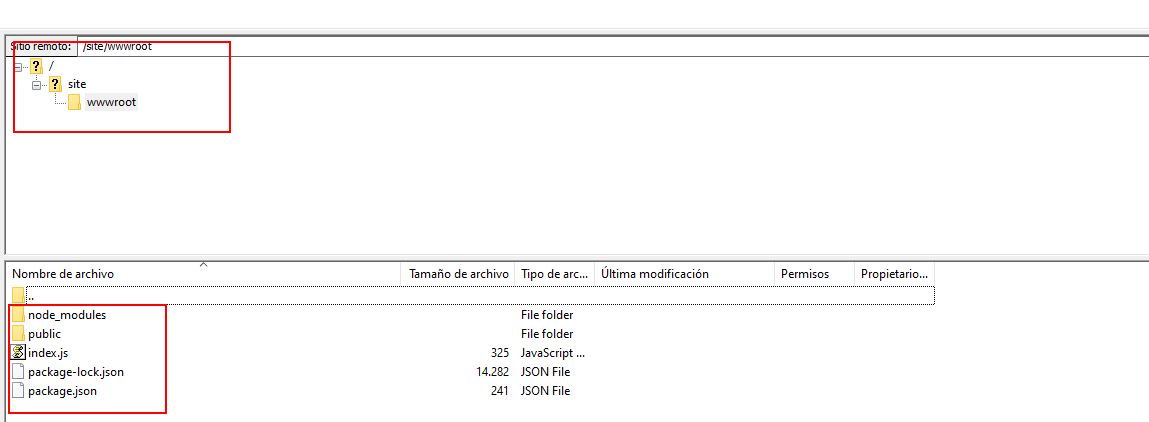 Sitio remoto: /site/wwwroot
/
site
wwwroot
Nombre de archivo Tamaño de archivo Tipo de arc... Última modificación Permisos Propietario...
..
node_modules File folder
public File folder
index.js 325 JavaScript ...
package-lock.json 14.282 JSON File
package.json 241 JSON File